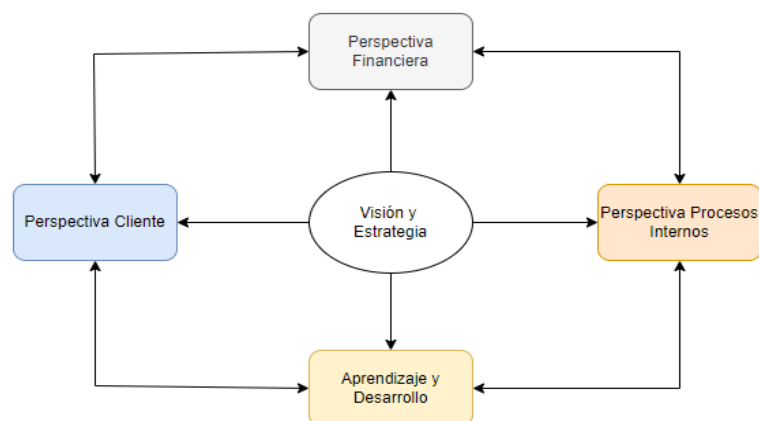 Perspectiva
Financiera
Perspectiva Cliente
Visión y
Estrategia
Perspectiva Procesos
Internos
Aprendizaje y
Desarrollo